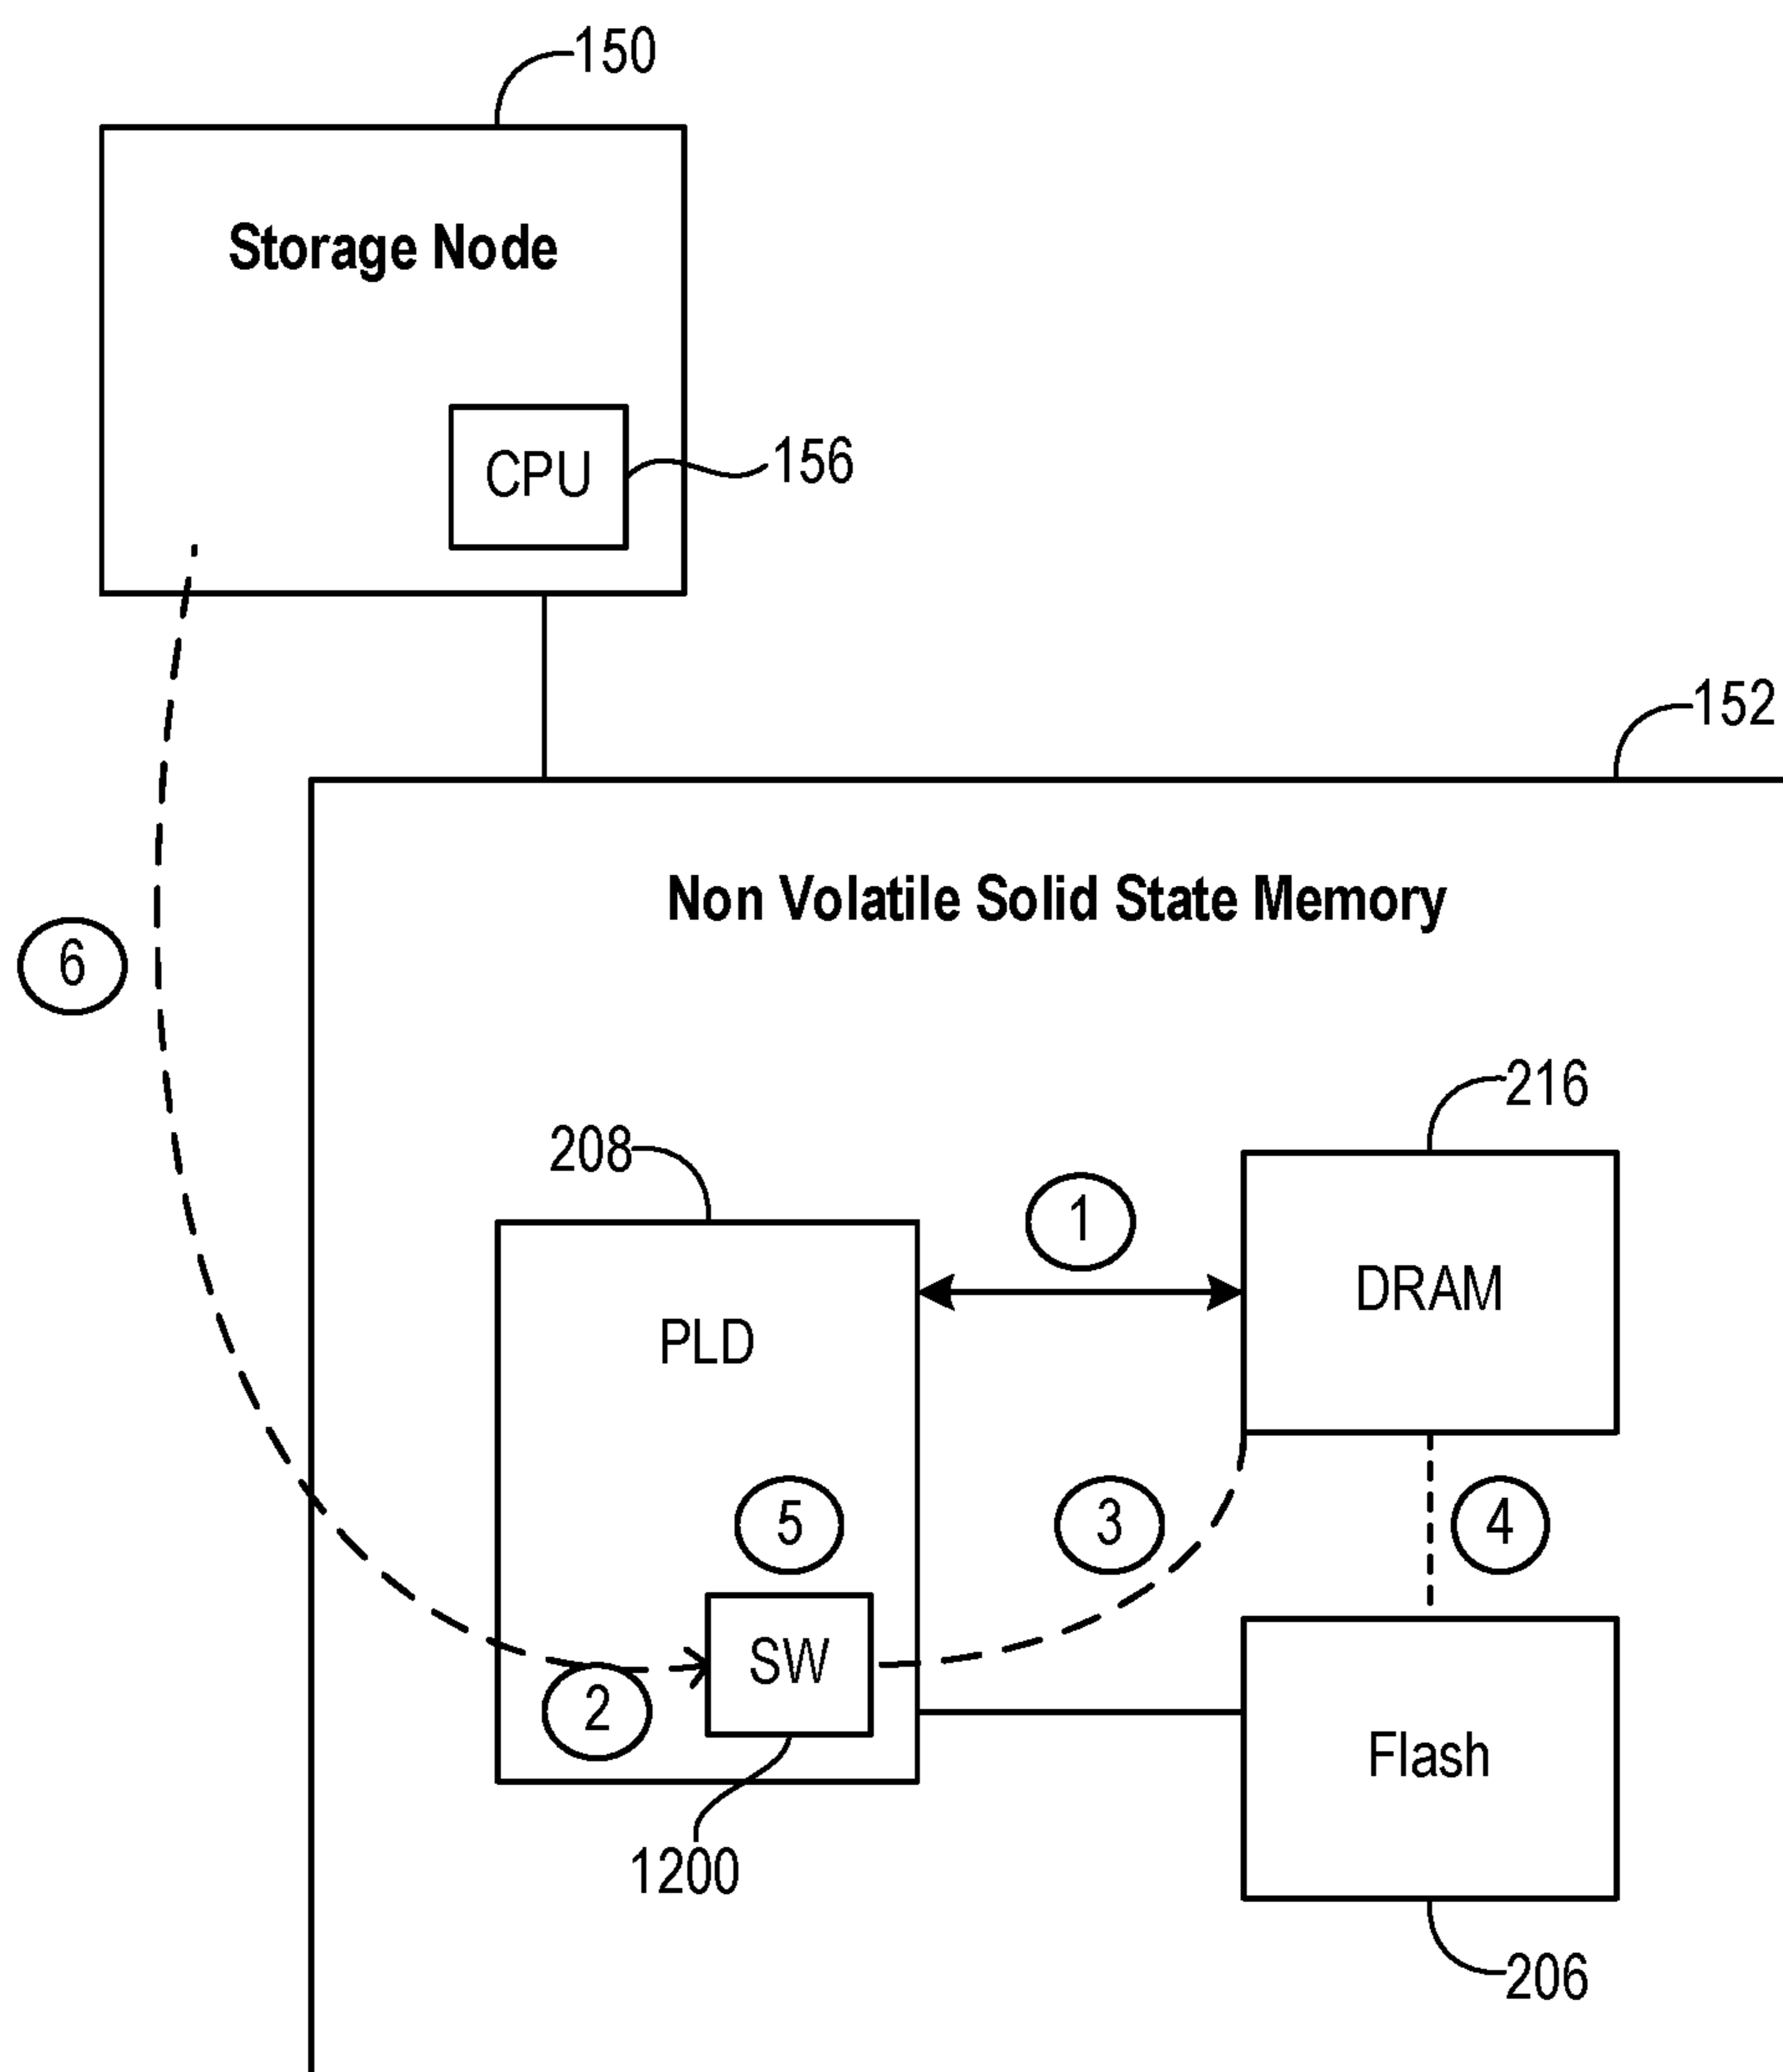 150
Storage Node
CPU
156
152
Non Volatile Solid State Memory
6
216
208
1
DRAM
PLD
5
3
4
SW
2
Flash
1200
206